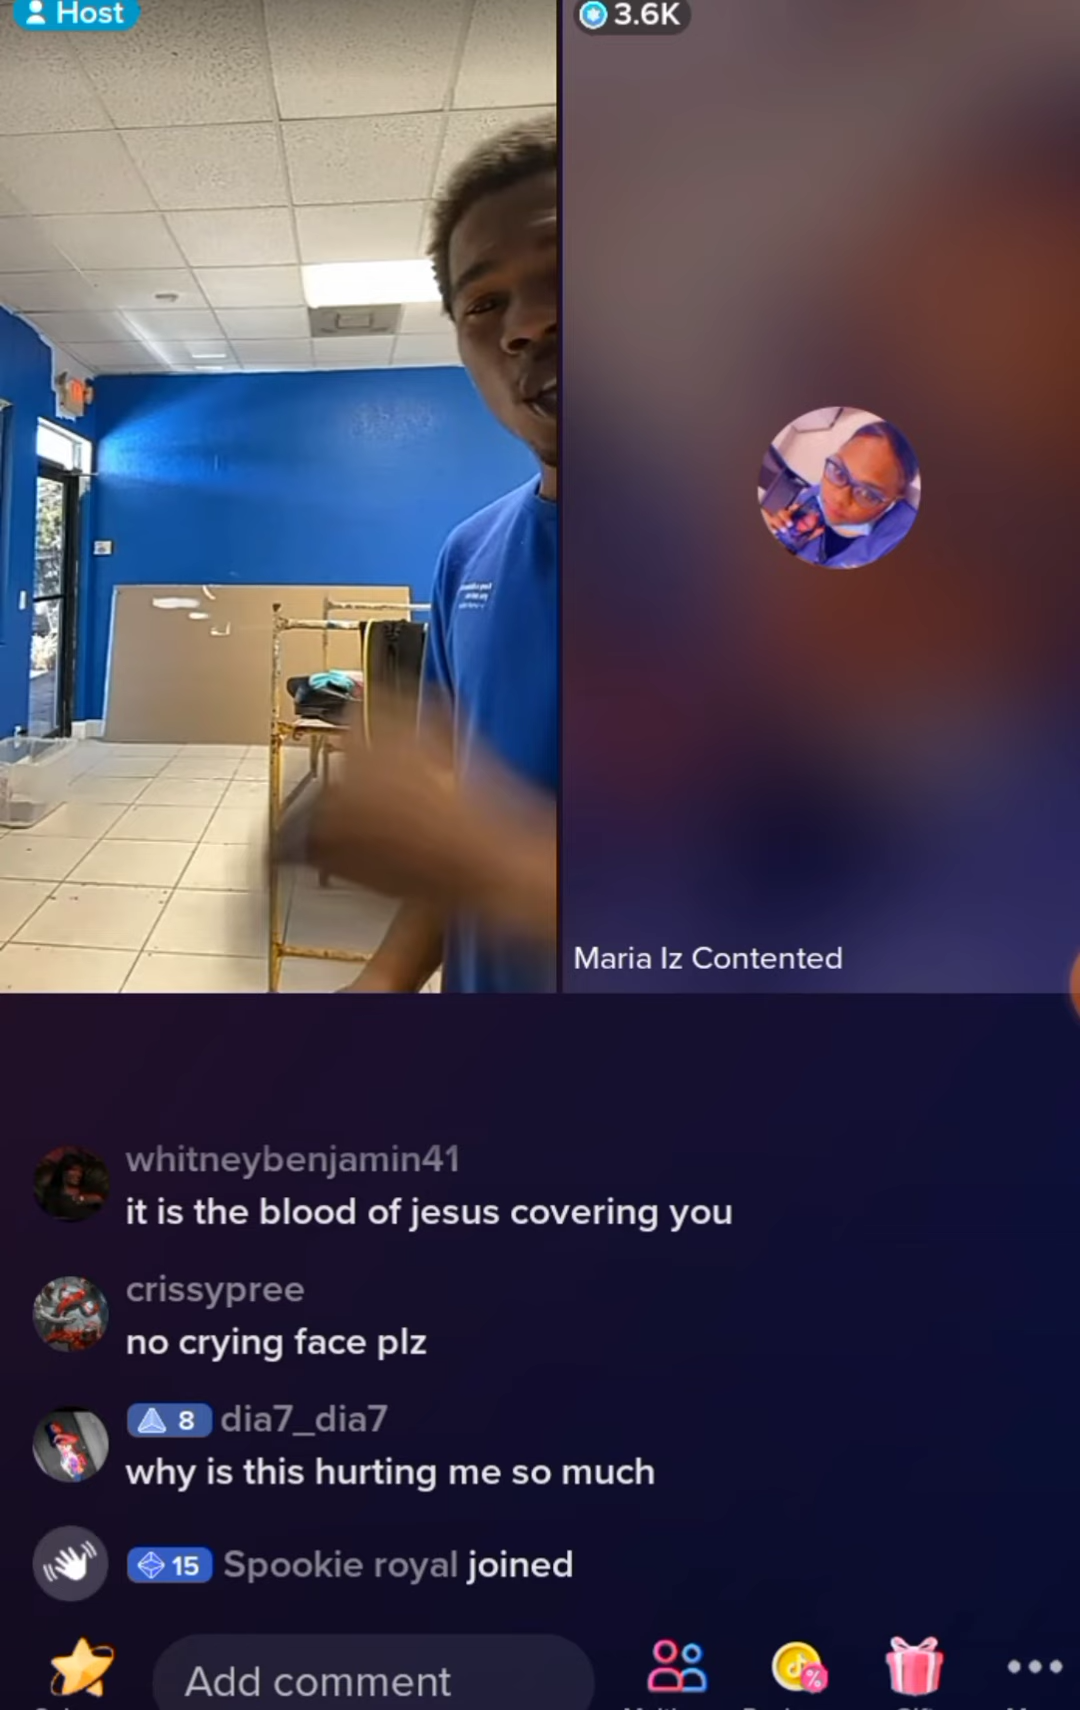 Host
3.6K
Maria Iz Contented
whitneybenjamin41
it is the blood of jesus covering you
crissypree
no crying face plz
8 dia7_dia7
why is this hurting me so much
15 Spookie royal joined
Add comment